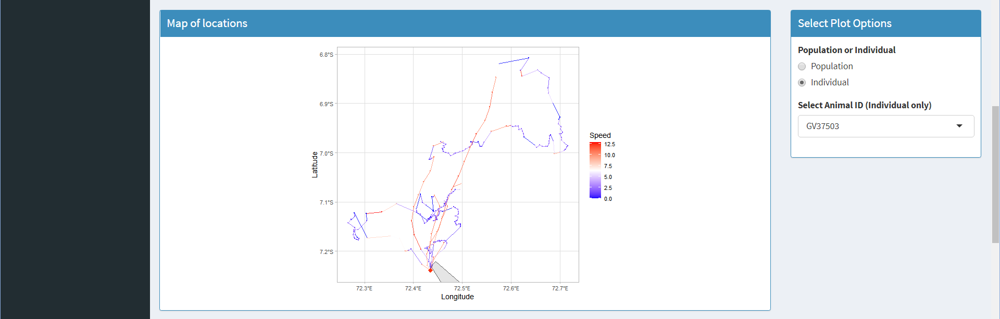 Map of locations
6.8°S
6.9°S
7.0°S
7.1°S
7.2°S
Latitude
72.3°E 72.4°E 72.5°E 72.6°E 72.7°E
Longitude
Speed
12.5
10.0
7.5
5.0
2.5
0.0
Select Plot Options
Population or Individual
Population
Individual
Select Animal ID (Individual only)
GV37503